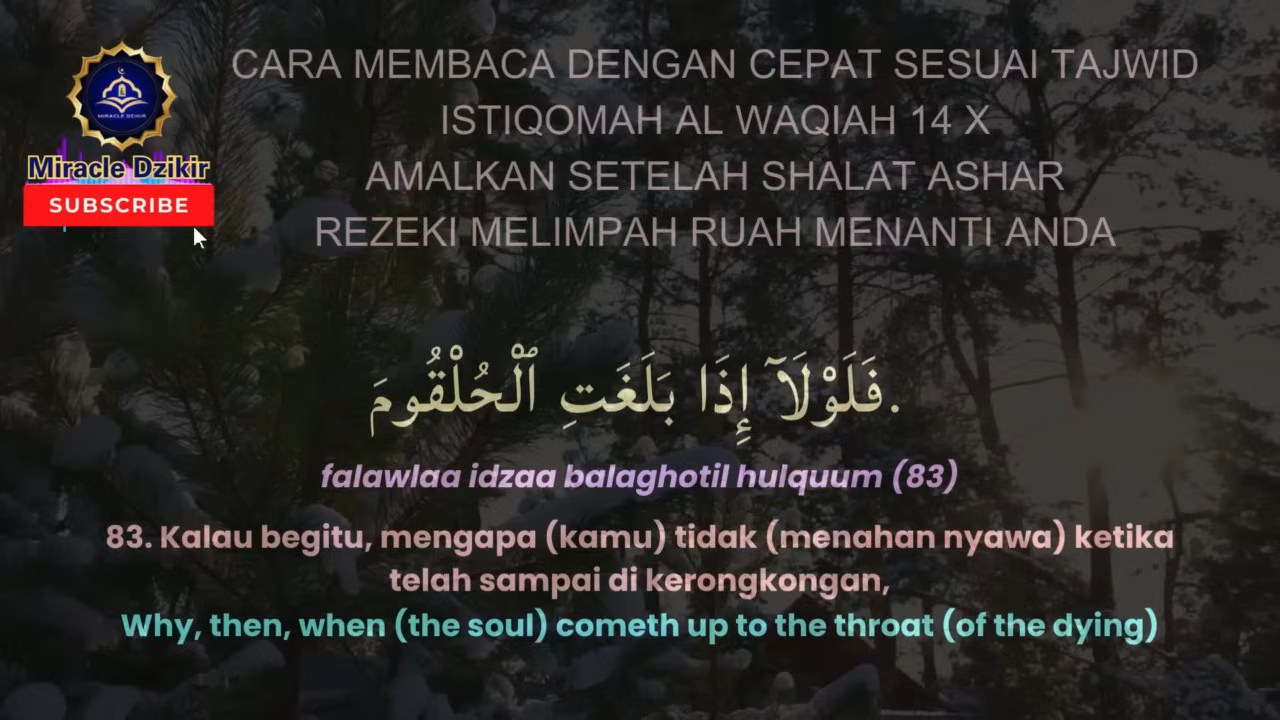 CARA MEMBACA DENGAN CEPAT SESUAI TAJWID
ISTIQOMAH AL WAQIAH 14 X
AMALKAN SETELAH SHALAT ASHAR
REZEKI MELIMPAH RUAH MENANTI ANDA
MIRACLE DZIKIR
Miracle Dzikir
SUBSCRIBE
فَلَوْلَآ إِذَا بَلَغَتِ ٱلْحُلْقُومَ.
falawlaa idzaa balaghotil hulquum (83)
83. Kalau begitu, mengapa (kamu) tidak (menahan nyawa) ketika
telah sampai di kerongkongan,
Why, then, when (the soul) cometh up to the throat (of the dying)